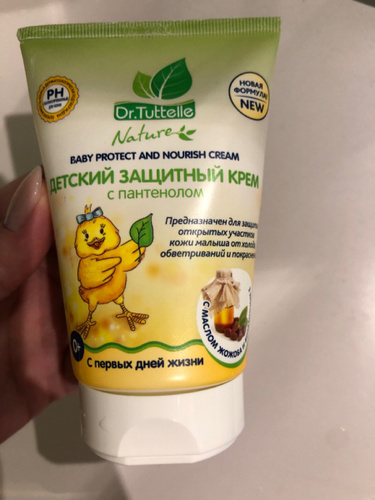 PH
НОВАЯ
ФОРМУЛА
NEW
Dr.Tuttelle
Nature
BABY PROTECT AND NOURISH CREAM
ДЕТСКИЙ ЗАЩИТНЫЙ КРЕМ
с пантенолом
Предназначен для защиты
открытых участков
кожи малыша от холода,
обветриваний и
С МАСЛОМ ЖОЖОБА
0+
С первых дней жизни